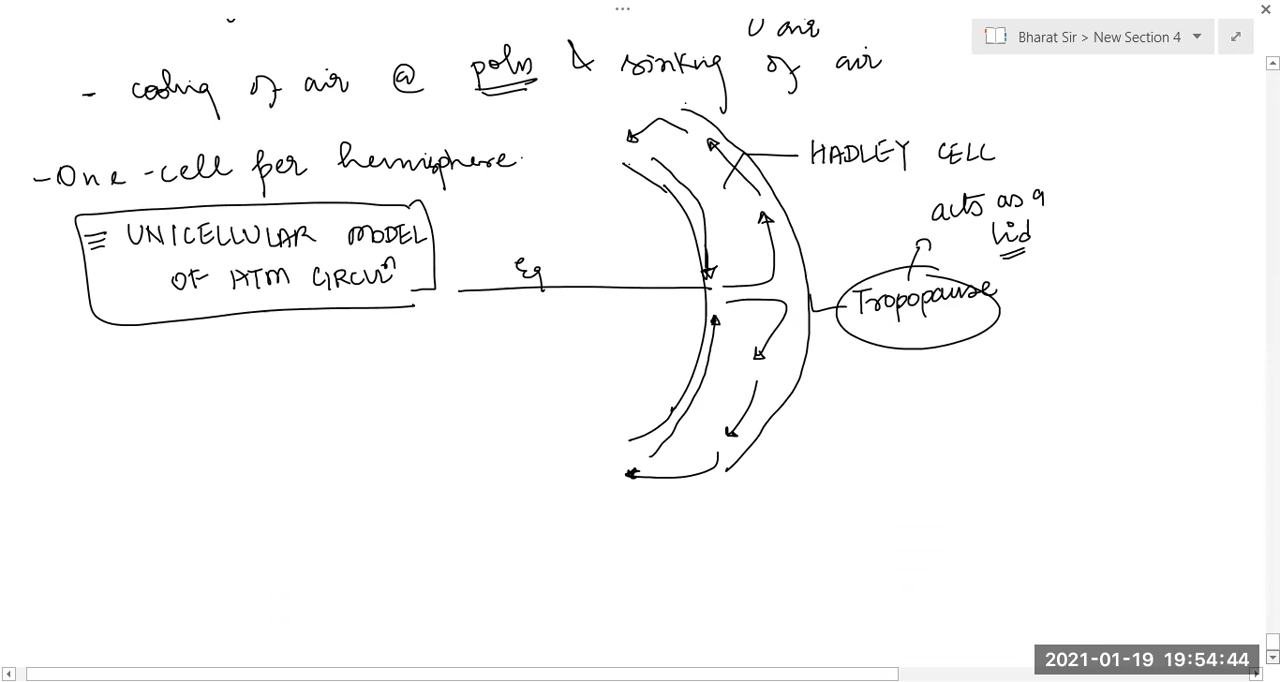 Bharat Sir > New Section 4
air
- cooling of air @ poles & sinking of air
- One-cell per hemisphere.
HADLEY CELL
acts as a
lid
≡ UNICELLULAR MODEL
OF ATM CIRCUⁿ
Eq
Tropopause
2021-01-19 19:54:44